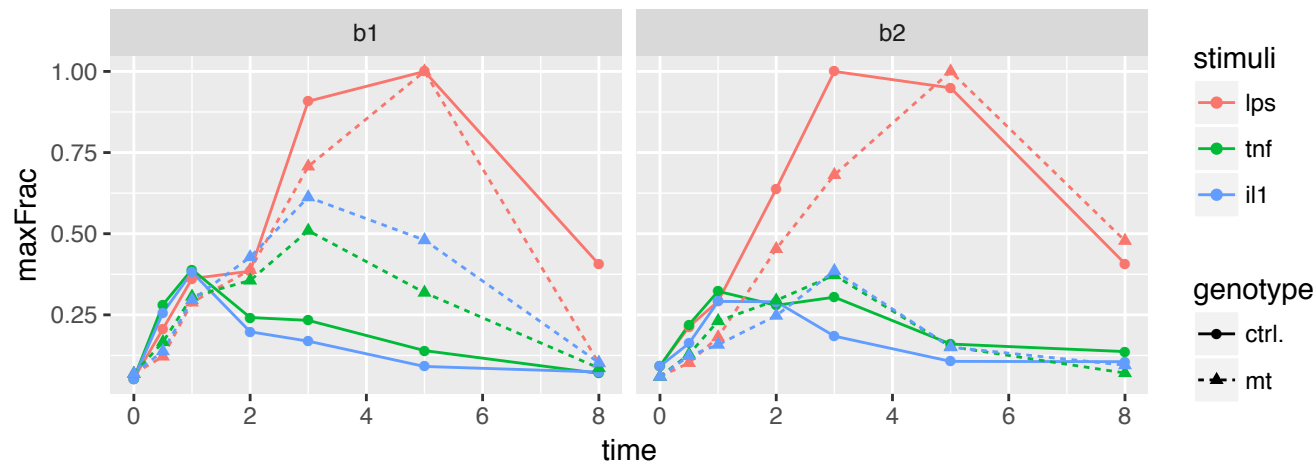 b1
b2
maxFrac
1.00
0.75
0.50
0.25
0 2 4 6 8
0 2 4 6 8
time
stimuli
lps
tnf
il1
genotype
ctrl.
mt